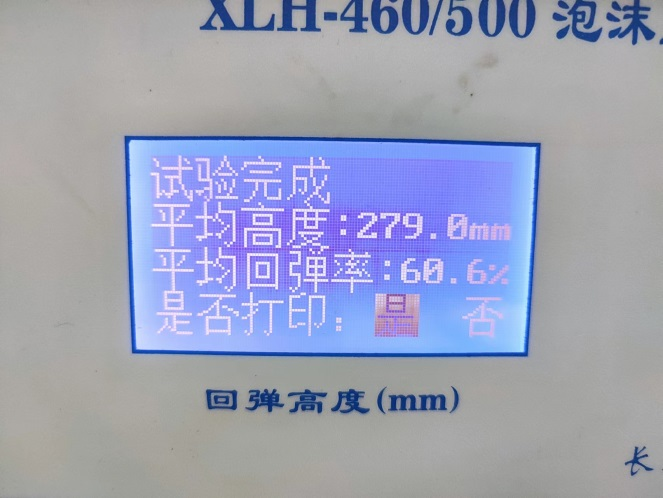 XLH-460/500 泡沫
试验完成
平均高度:279.0mm
平均回弹率:60.6%
是否打印: 是 否
回弹高度(mm)
长